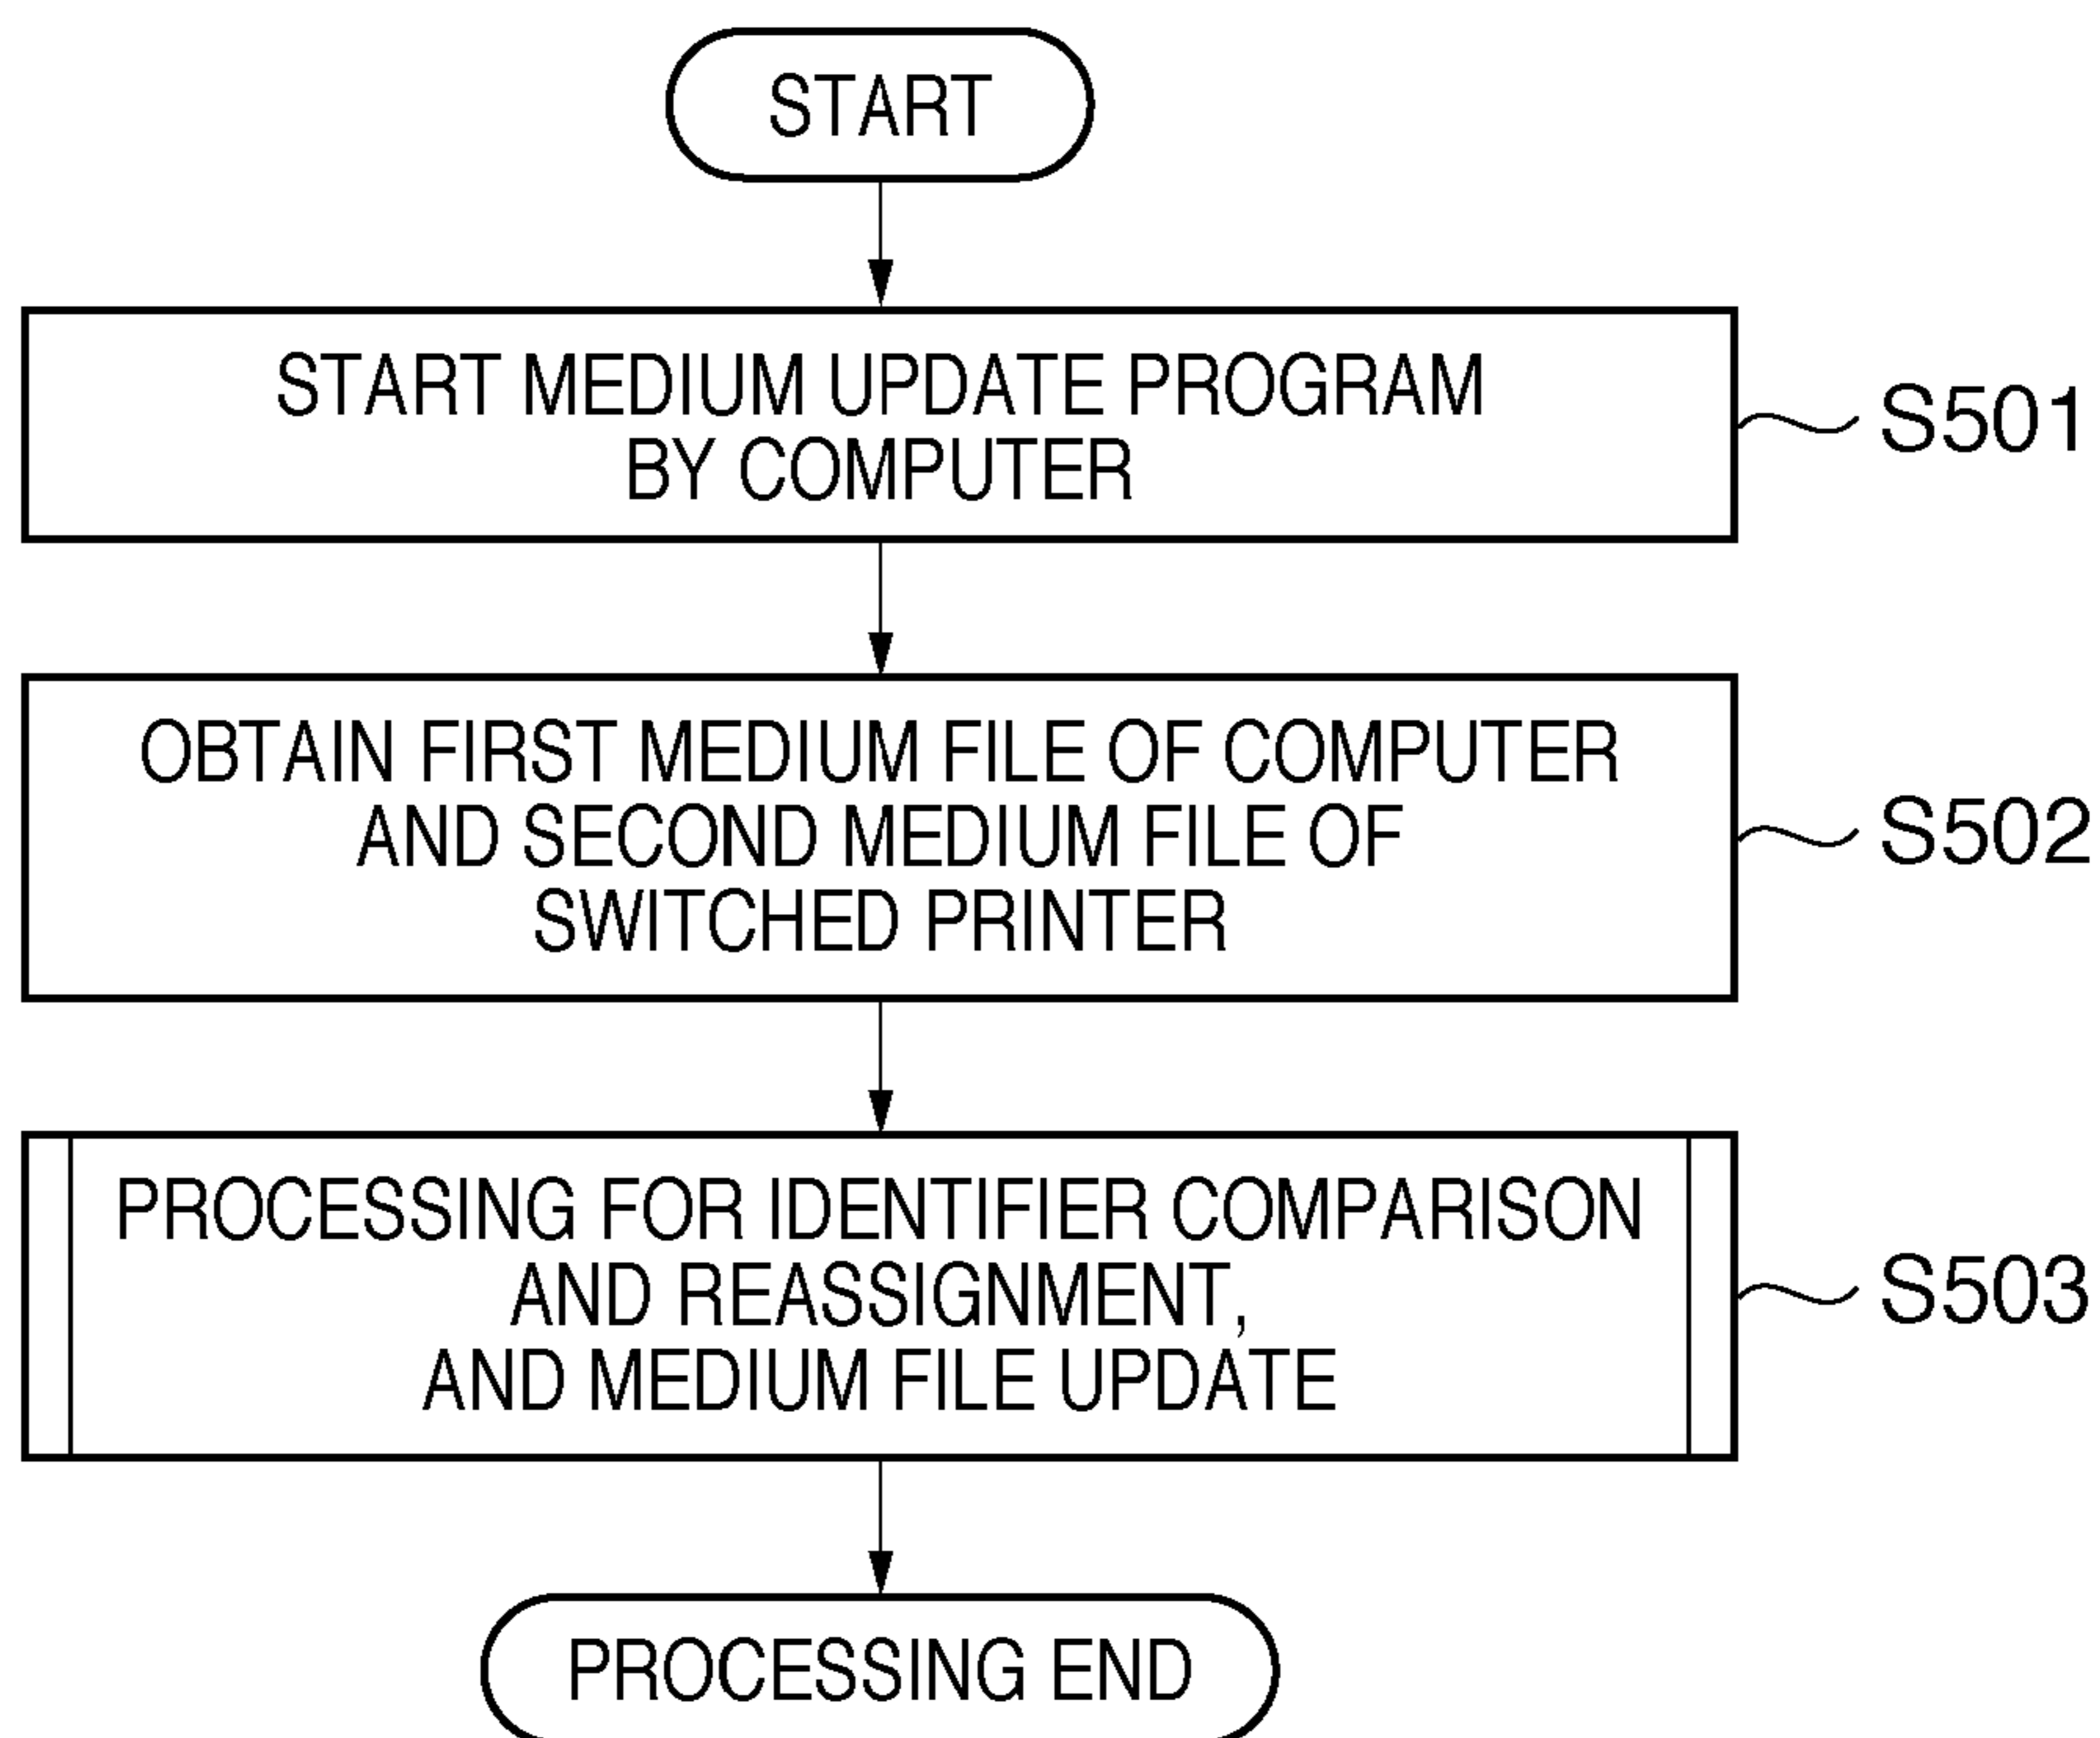 START
START MEDIUM UPDATE PROGRAM
BY COMPUTER
S501
OBTAIN FIRST MEDIUM FILE OF COMPUTER
AND SECOND MEDIUM FILE OF
SWITCHED PRINTER
S502
PROCESSING FOR IDENTIFIER COMPARISON
AND REASSIGNMENT,
AND MEDIUM FILE UPDATE
S503
PROCESSING END